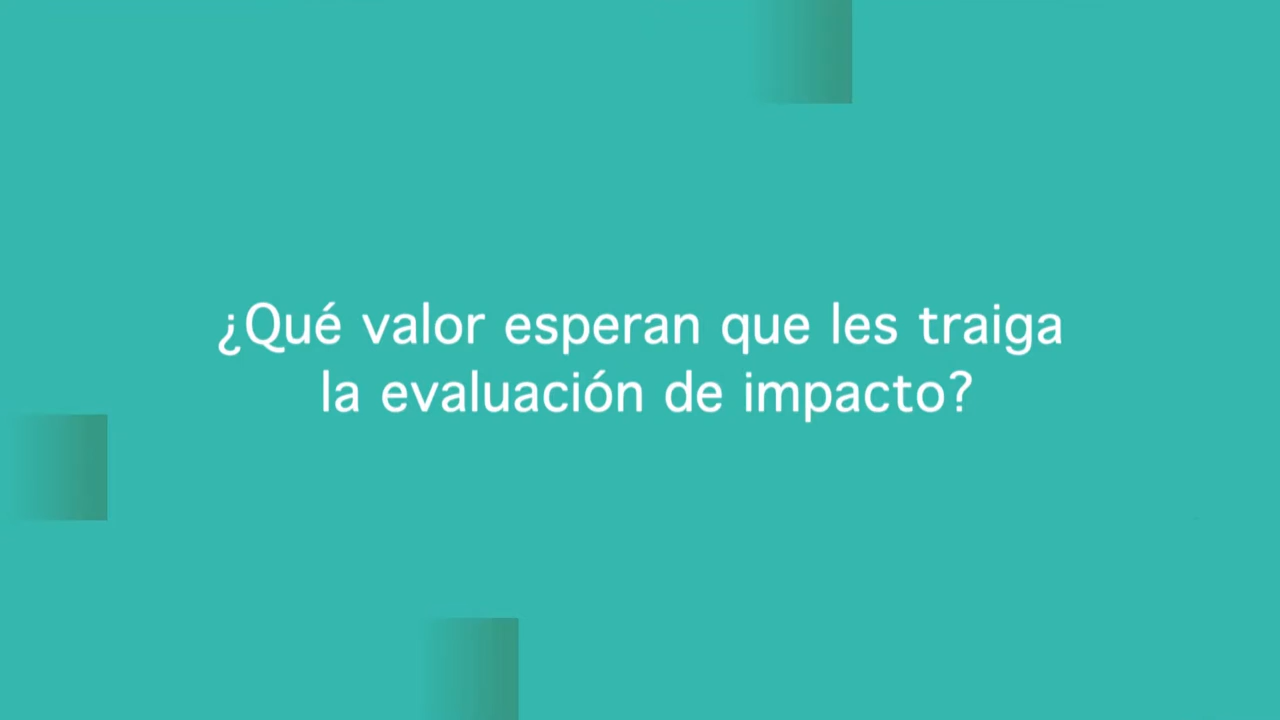 ¿Qué valor esperan que les traiga
la evaluación de impacto?